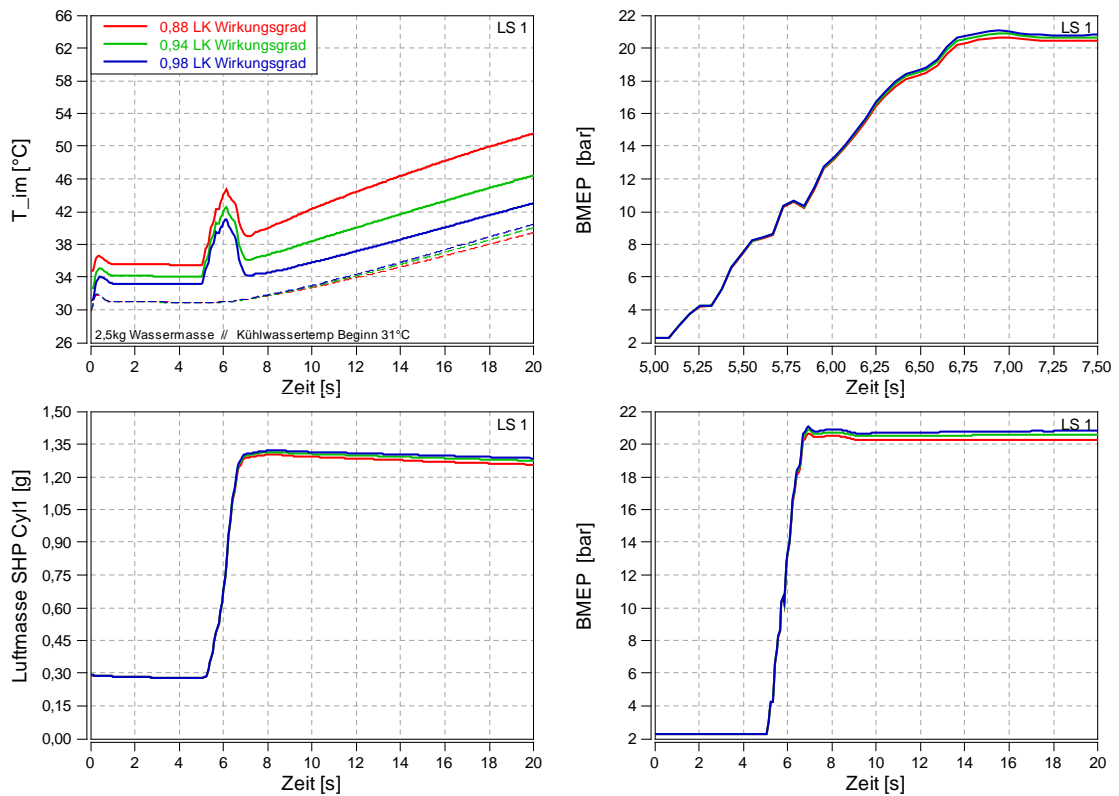 66
62
58
54
50
46
42
38
34
30
26
T_im [°C]
0,88 LK Wirkungsgrad
0,94 LK Wirkungsgrad
0,98 LK Wirkungsgrad
LS 1
2,5kg Wassermasse // Kühlwassertemp Beginn 31°C
0 2 4 6 8 10 12 14 16 18 20
Zeit [s]
22
20
18
16
14
12
10
8
6
4
2
BMEP [bar]
5,00 5,25 5,50 5,75 6,00 6,25 6,50 6,75 7,00 7,25 7,50
Zeit [s]
1,50
1,35
1,20
1,05
0,90
0,75
0,60
0,45
0,30
0,15
0,00
Luftmasse SHP Cyl1 [g]
LS 1
0 2 4 6 8 10 12 14 16 18 20
Zeit [s]
22
20
18
16
14
12
10
8
6
4
2
BMEP [bar]
LS 1
0 2 4 6 8 10 12 14 16 18 20
Zeit [s]